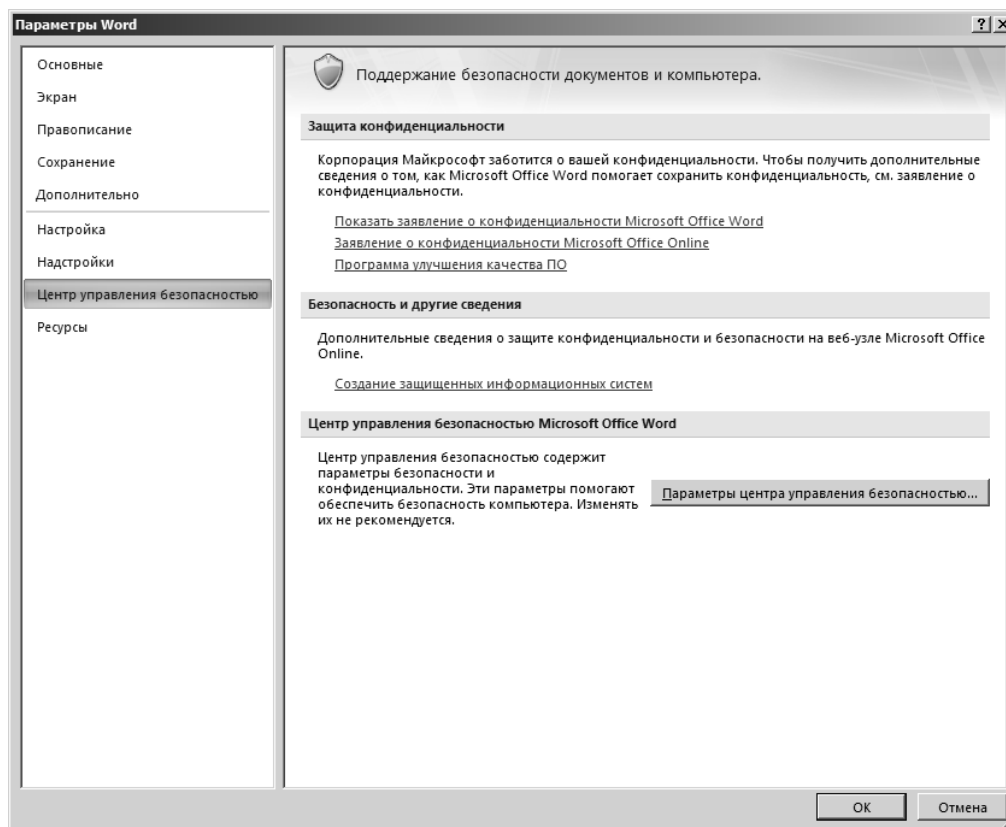 Параметры Word
Основные
Экран
Правописание
Сохранение
Дополнительно
Настройка
Надстройки
Центр управления безопасностью
Ресурсы
Поддержание безопасности документов и компьютера.
Защита конфиденциальности
Корпорация Майкрософт заботится о вашей конфиденциальности. Чтобы получить дополнительные
сведения о том, как Microsoft Office Word помогает сохранить конфиденциальность, см. заявление о
конфиденциальности.
Показать заявление о конфиденциальности Microsoft Office Word
Заявление о конфиденциальности Microsoft Office Online
Программа улучшения качества ПО
Безопасность и другие сведения
Дополнительные сведения о защите конфиденциальности и безопасности на веб-узле Microsoft Office
Online.
Создание защищенных информационных систем
Центр управления безопасностью Microsoft Office Word
Центр управления безопасностью содержит
параметры безопасности и
конфиденциальности. Эти параметры помогают
обеспечить безопасность компьютера. Изменять
их не рекомендуется.
Параметры центра управления безопасностью...
ОК
Отмена